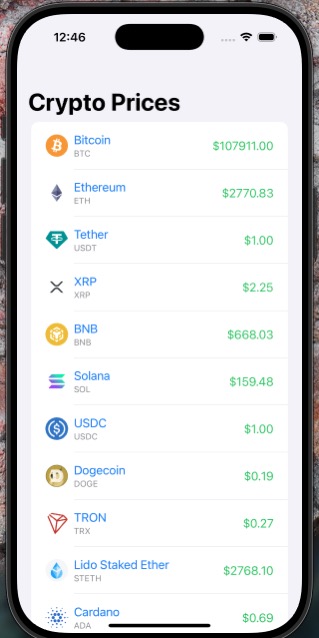 12:46
Crypto Prices
Bitcoin
BTC
$107911.00
Ethereum
ETH
$2770.83
Tether
USDT
$1.00
XRP
XRP
$2.25
BNB
BNB
$668.03
Solana
SOL
$159.48
USDC
USDC
$1.00
Dogecoin
DOGE
$0.19
TRON
TRX
$0.27
Lido Staked Ether
STETH
$2768.10
Cardano
ADA
$0.69